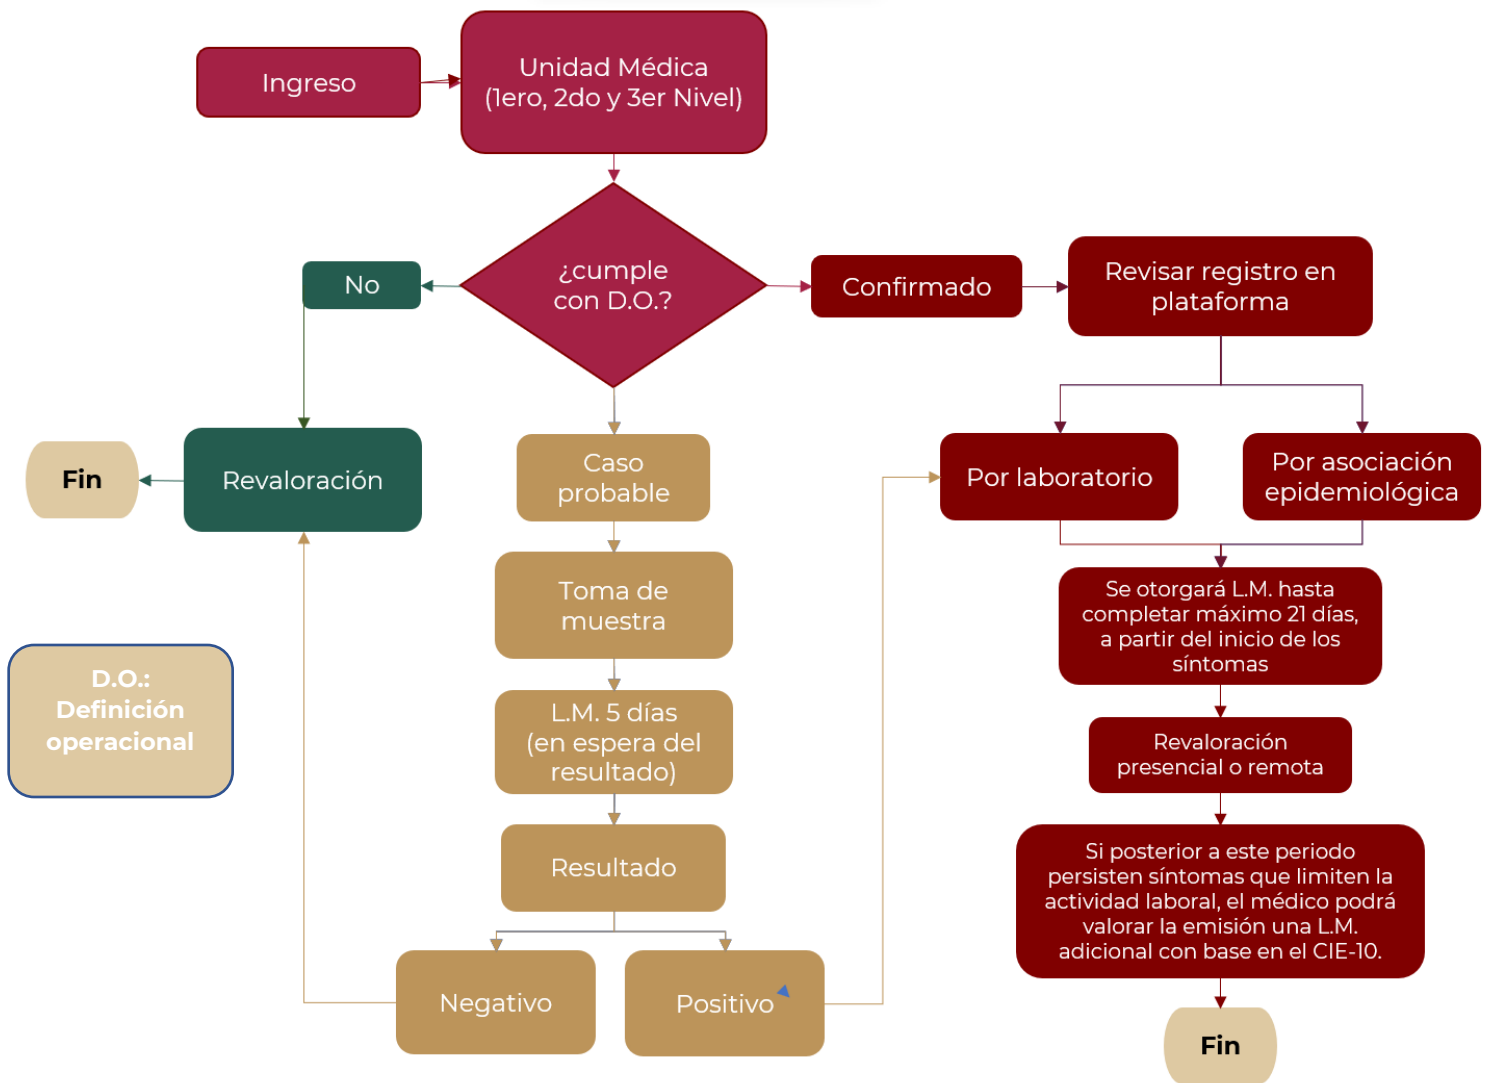 Ingreso
Unidad Médica
(1ero, 2do y 3er Nivel)
¿cumple
con D.O.?
No
Confirmado
Revisar registro en
plataforma
Fin
Revaloración
Caso
probable
Por laboratorio
Por asociación
epidemiológica
Toma de
muestra
Se otorgará L.M. hasta
completar máximo 21 días,
a partir del inicio de los
síntomas
D.O.:
Definición
operacional
L.M. 5 días
(en espera del
resultado)
Revaloración
presencial o remota
Resultado
Si posterior a este periodo
persisten síntomas que limiten la
actividad laboral, el médico podrá
valorar la emisión una L.M.
adicional con base en el CIE-10.
Negativo
Positivo
Fin